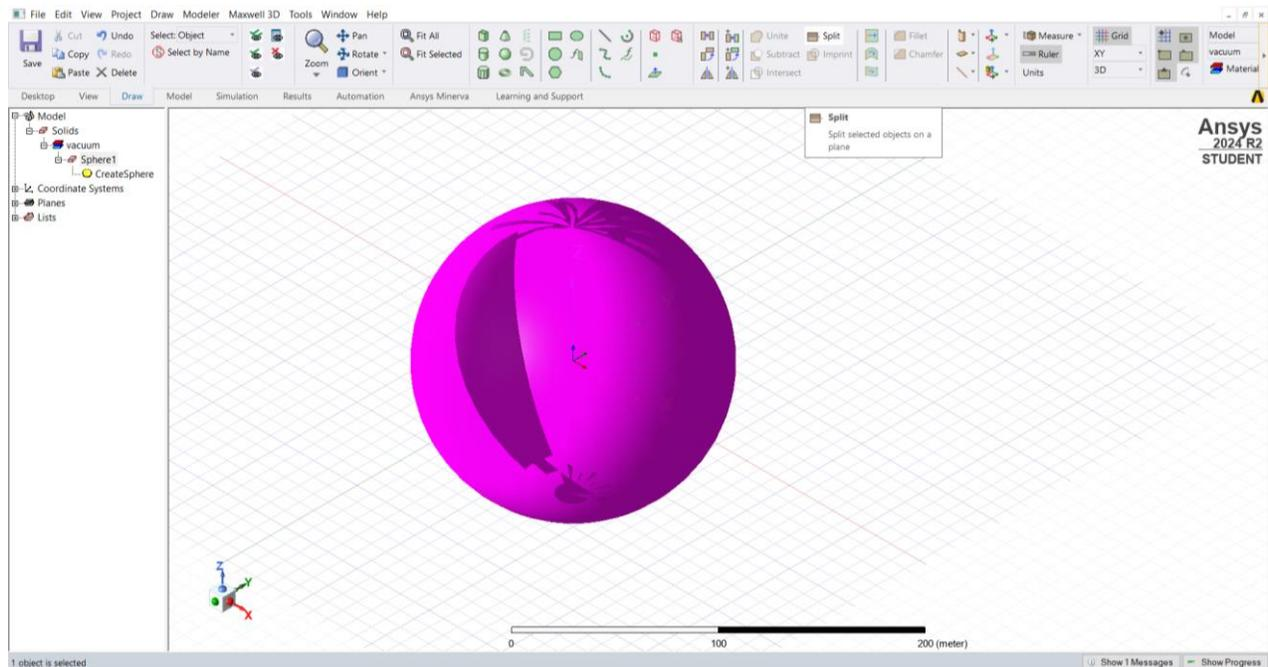 File Edit View Project Draw Modeler Maxwell 3D Tools Window Help
Save
Cut
Copy
Paste
Undo
Redo
Delete
Select: Object
Select by Name
Zoom
Pan
Rotate
Orient
Fit All
Fit Selected
Unite
Subtract
Intersect
Split
Imprint
Fillet
Chamfer
Measure
Ruler
Units
Grid
XY
3D
Model
vacuum
Material
Desktop View Draw Model Simulation Results Automation Ansys Minerva Learning and Support
Model
Solids
vacuum
Sphere1
CreateSphere
Coordinate Systems
Planes
Lists
Split
Split selected objects on a
plane
Ansys
2024 R2
STUDENT
Z
Z
Y
X
0 100 200 (meter)
1 object is selected
Show 1 Messages Show Progress